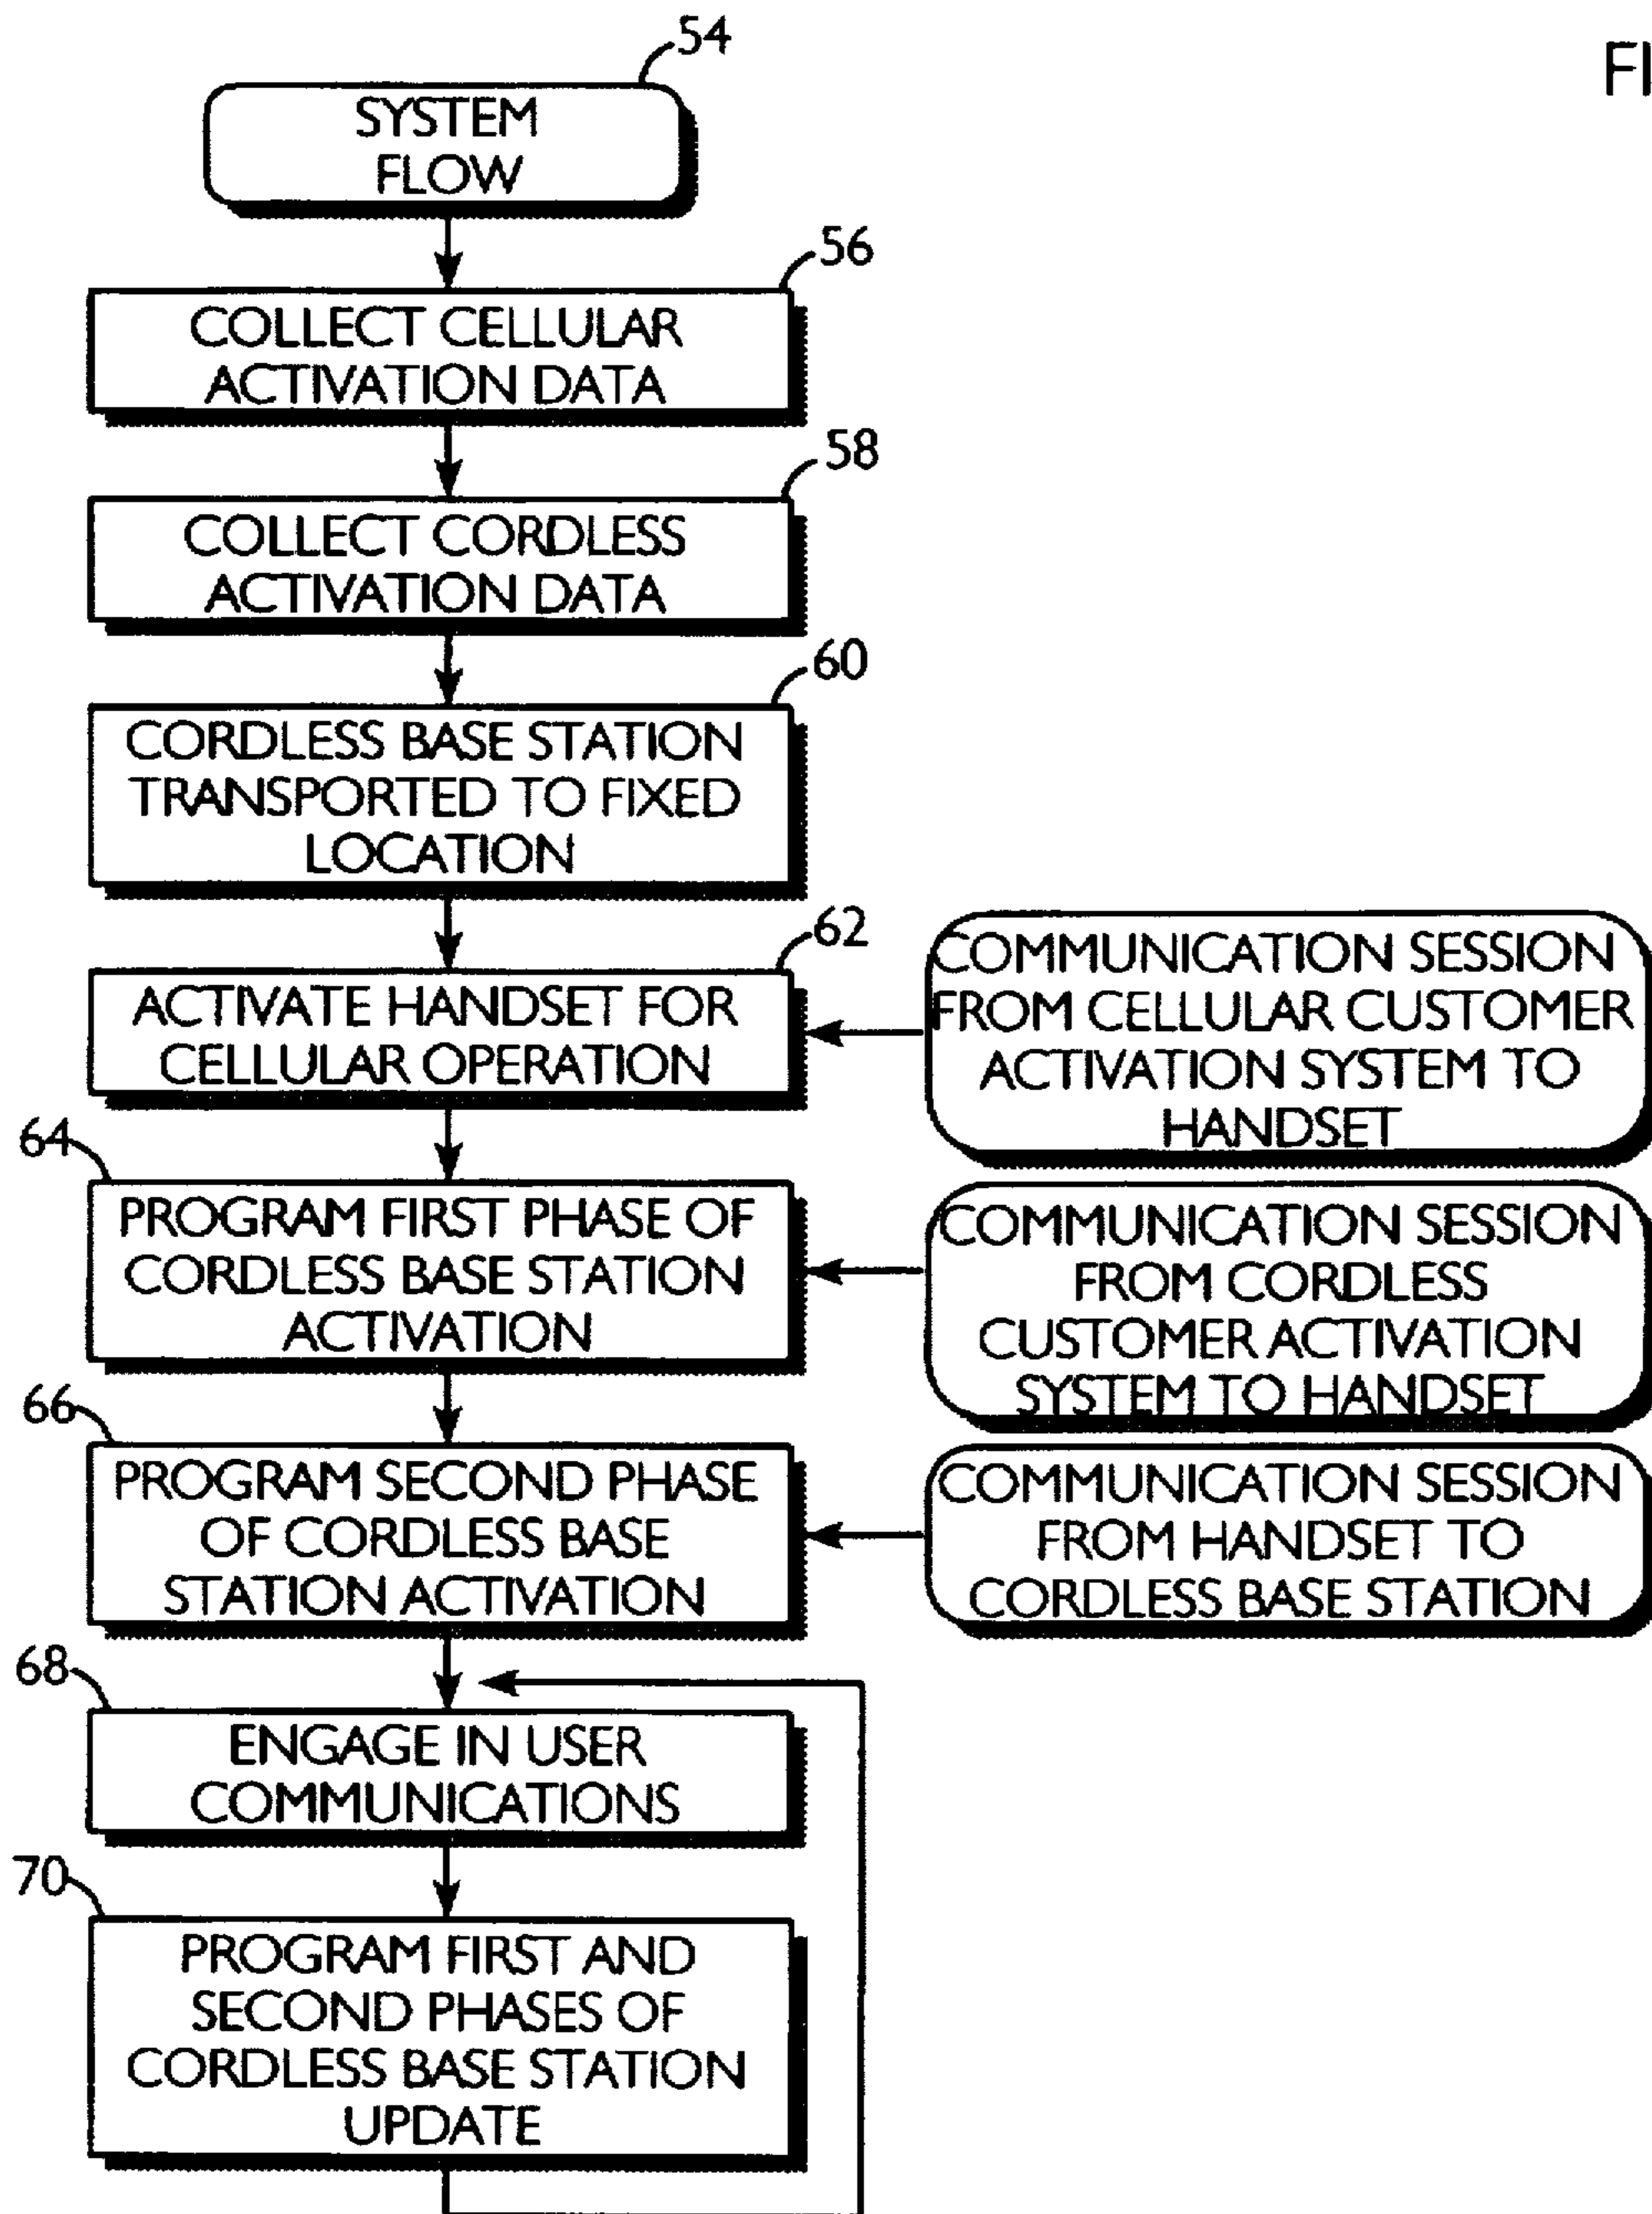 54
FI
SYSTEM
FLOW
56
COLLECT CELLULAR
ACTIVATION DATA
58
COLLECT CORDLESS
ACTIVATION DATA
60
CORDLESS BASE STATION
TRANSPORTED TO FIXED
LOCATION
62
ACTIVATE HANDSET FOR
CELLULAR OPERATION
COMMUNICATION SESSION
FROM CELLULAR CUSTOMER
ACTIVATION SYSTEM TO
HANDSET
64
PROGRAM FIRST PHASE OF
CORDLESS BASE STATION
ACTIVATION
COMMUNICATION SESSION
FROM CORDLESS
CUSTOMER ACTIVATION
SYSTEM TO HANDSET
66
PROGRAM SECOND PHASE
OF CORDLESS BASE
STATION ACTIVATION
COMMUNICATION SESSION
FROM HANDSET TO
CORDLESS BASE STATION
68
ENGAGE IN USER
COMMUNICATIONS
70
PROGRAM FIRST AND
SECOND PHASES OF
CORDLESS BASE STATION
UPDATE